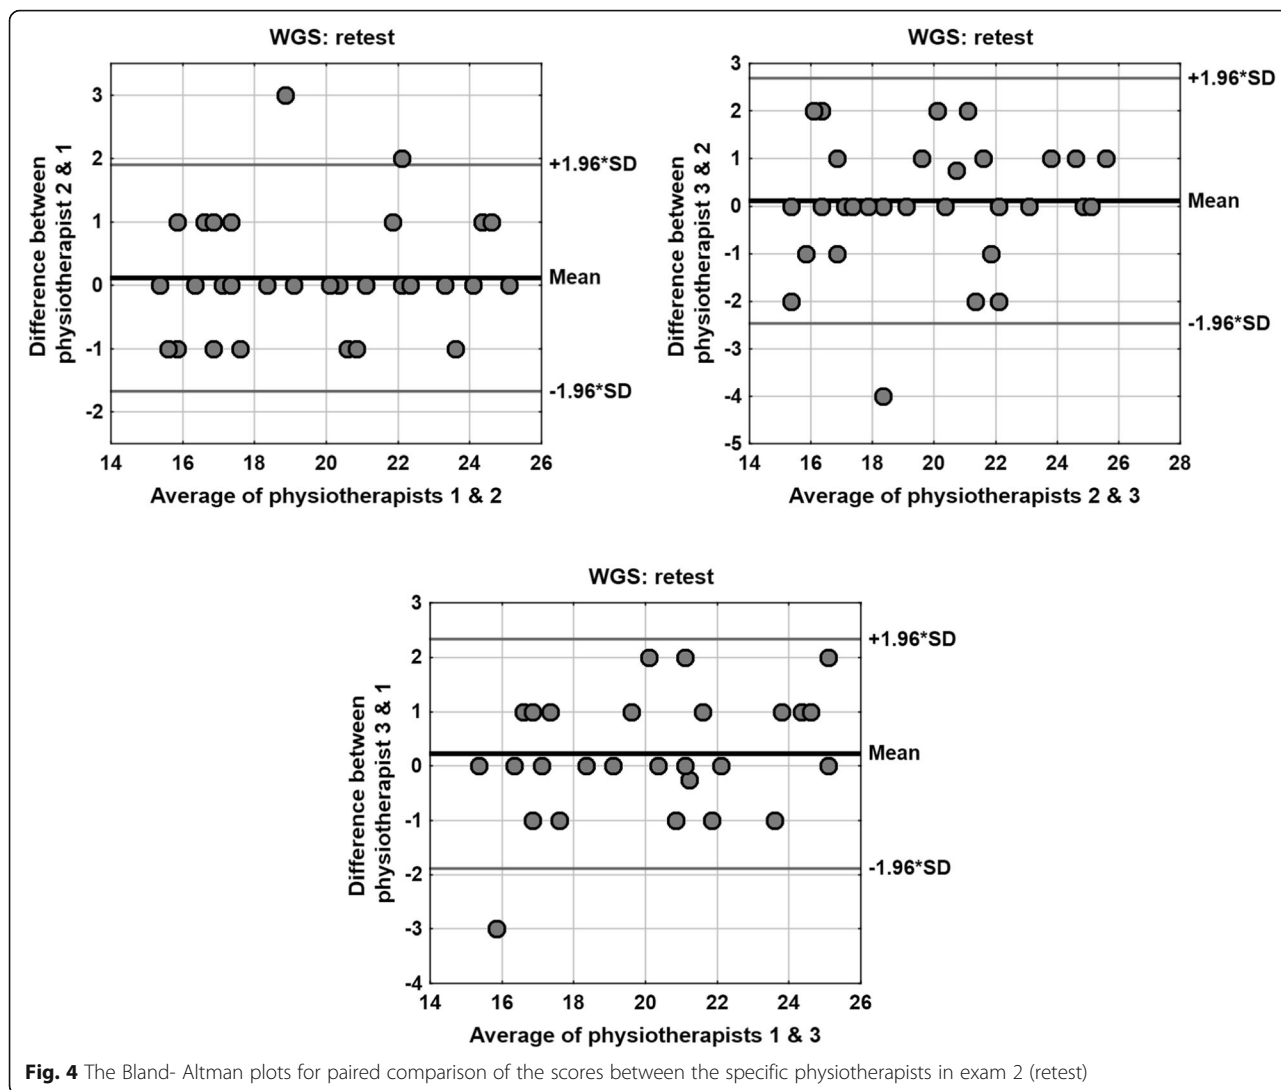 WGS: retest
3
2
1
0
-1
-2
Difference between
physiotherapist 2 & 1
+1.96*SD
Mean
-1.96*SD
14 16 18 20 22 24 26
Average of physiotherapists 1 & 2
WGS: retest
3
2
1
0
-1
-2
-3
-4
-5
Difference between
physiotherapist 3 & 2
+1.96*SD
Mean
-1.96*SD
14 16 18 20 22 24 26 28
Average of physiotherapists 2 & 3
WGS: retest
3
2
1
0
-1
-2
-3
-4
Difference between
physiotherapist 3 & 1
+1.96*SD
Mean
-1.96*SD
14 16 18 20 22 24 26
Average of physiotherapists 1 & 3
Fig. 4 The Bland- Altman plots for paired comparison of the scores between the specific physiotherapists in exam 2 (retest)